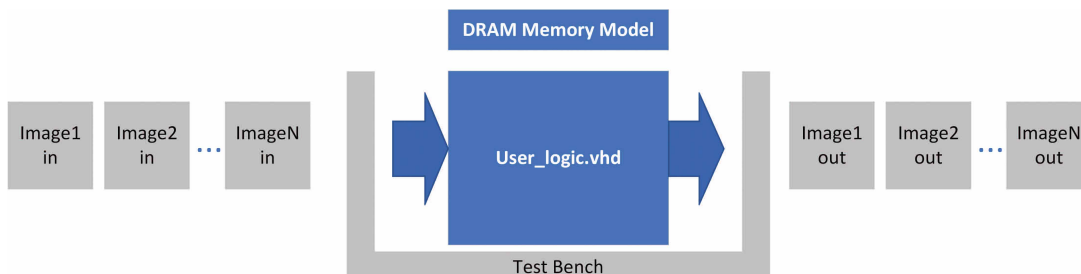 DRAM Memory Model
Image1
in
Image2
in
...
ImageN
in
User_logic.vhd
Image1
out
Image2
out
...
ImageN
out
Test Bench